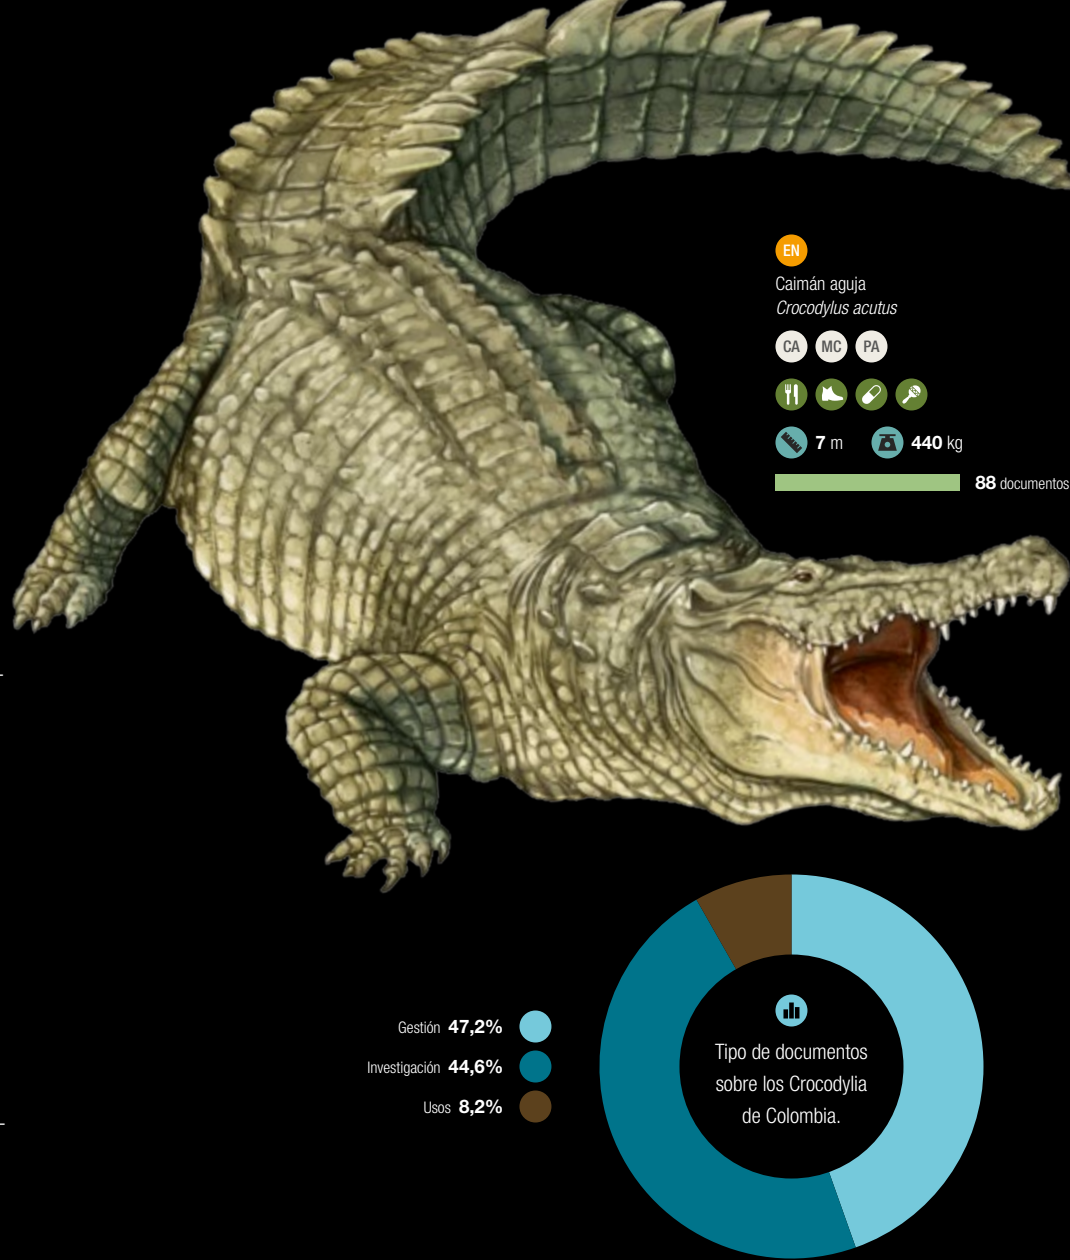 EN
Caimán aguja
Crocodylus acutus
CA MC PA
7 m 440 kg
88 documentos
Gestión 47,2%
Investigación 44,6%
Usos 8,2%
Tipo de documentos
sobre los Crocodylia
de Colombia.